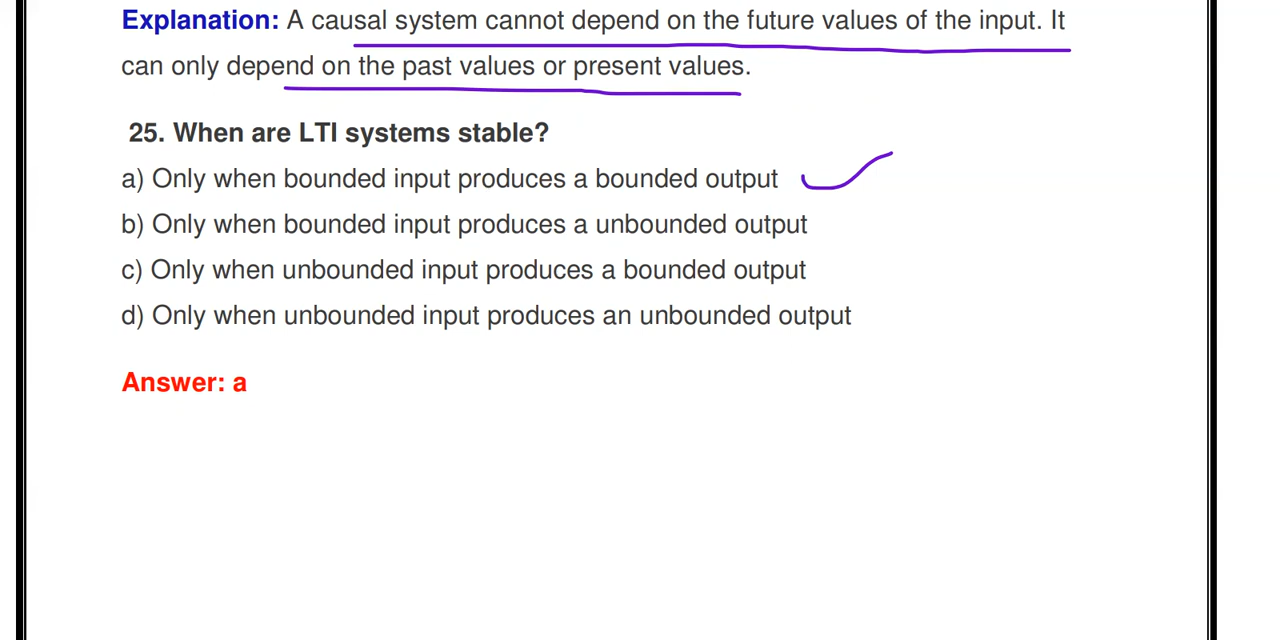 Explanation: A causal system cannot depend on the future values of the input. It
can only depend on the past values or present values.
25. When are LTI systems stable?
a) Only when bounded input produces a bounded output
b) Only when bounded input produces a unbounded output
c) Only when unbounded input produces a bounded output
d) Only when unbounded input produces an unbounded output
Answer: a